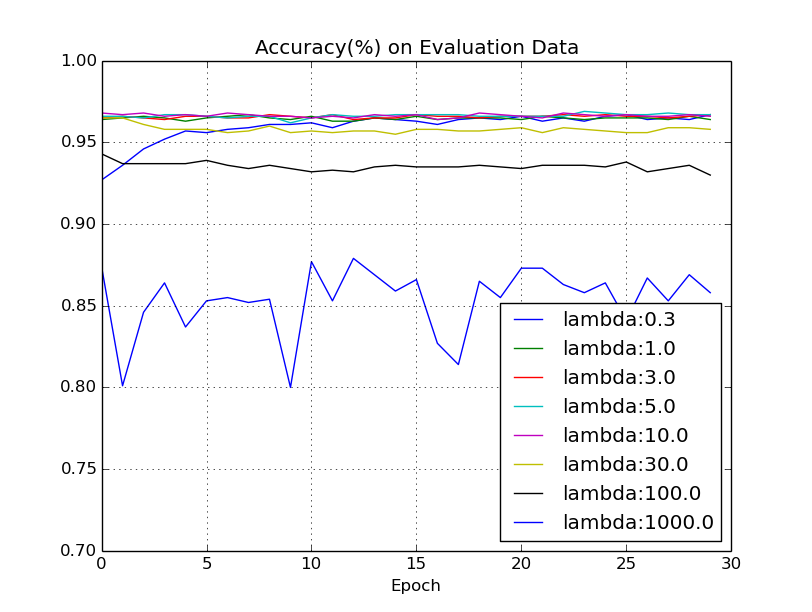 Accuracy(%) on Evaluation Data
1.00
0.95
0.90
0.85
0.80
0.75
0.70
lambda:0.3
lambda:1.0
lambda:3.0
lambda:5.0
lambda:10.0
lambda:30.0
lambda:100.0
lambda:1000.0
0 5 10 15 20 25 30
Epoch